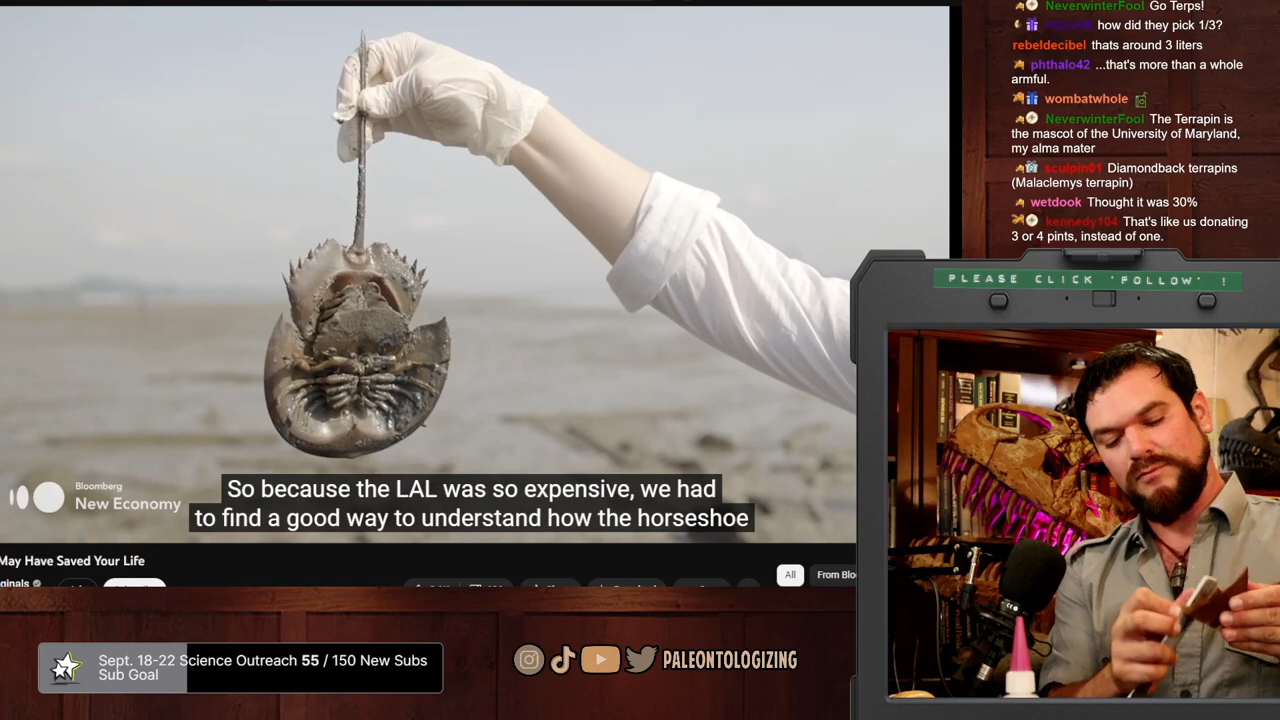 NeverwinterFool Go Terps!
how did they pick 1/3?
rebeldecibel thats around 3 liters
phthalo42 ...that's more than a whole
armful.
wombatwhole
NeverwinterFool The Terrapin is
the mascot of the University of Maryland,
my alma mater
sculpin01 Diamondback terrapins
(Malaclemys terrapin)
wetdook Thought it was 30%
kennedy104 That's like us donating
3 or 4 pints, instead of one.
PLEASE CLICK 'FOLLOW' !
Bloomberg
New Economy
So because the LAL was so expensive, we had
to find a good way to understand how the horseshoe
May Have Saved Your Life
ginals
All
From Blo
Sept. 18-22 Science Outreach 55 / 150 New Subs
Sub Goal
PALEONTOLOGIZING